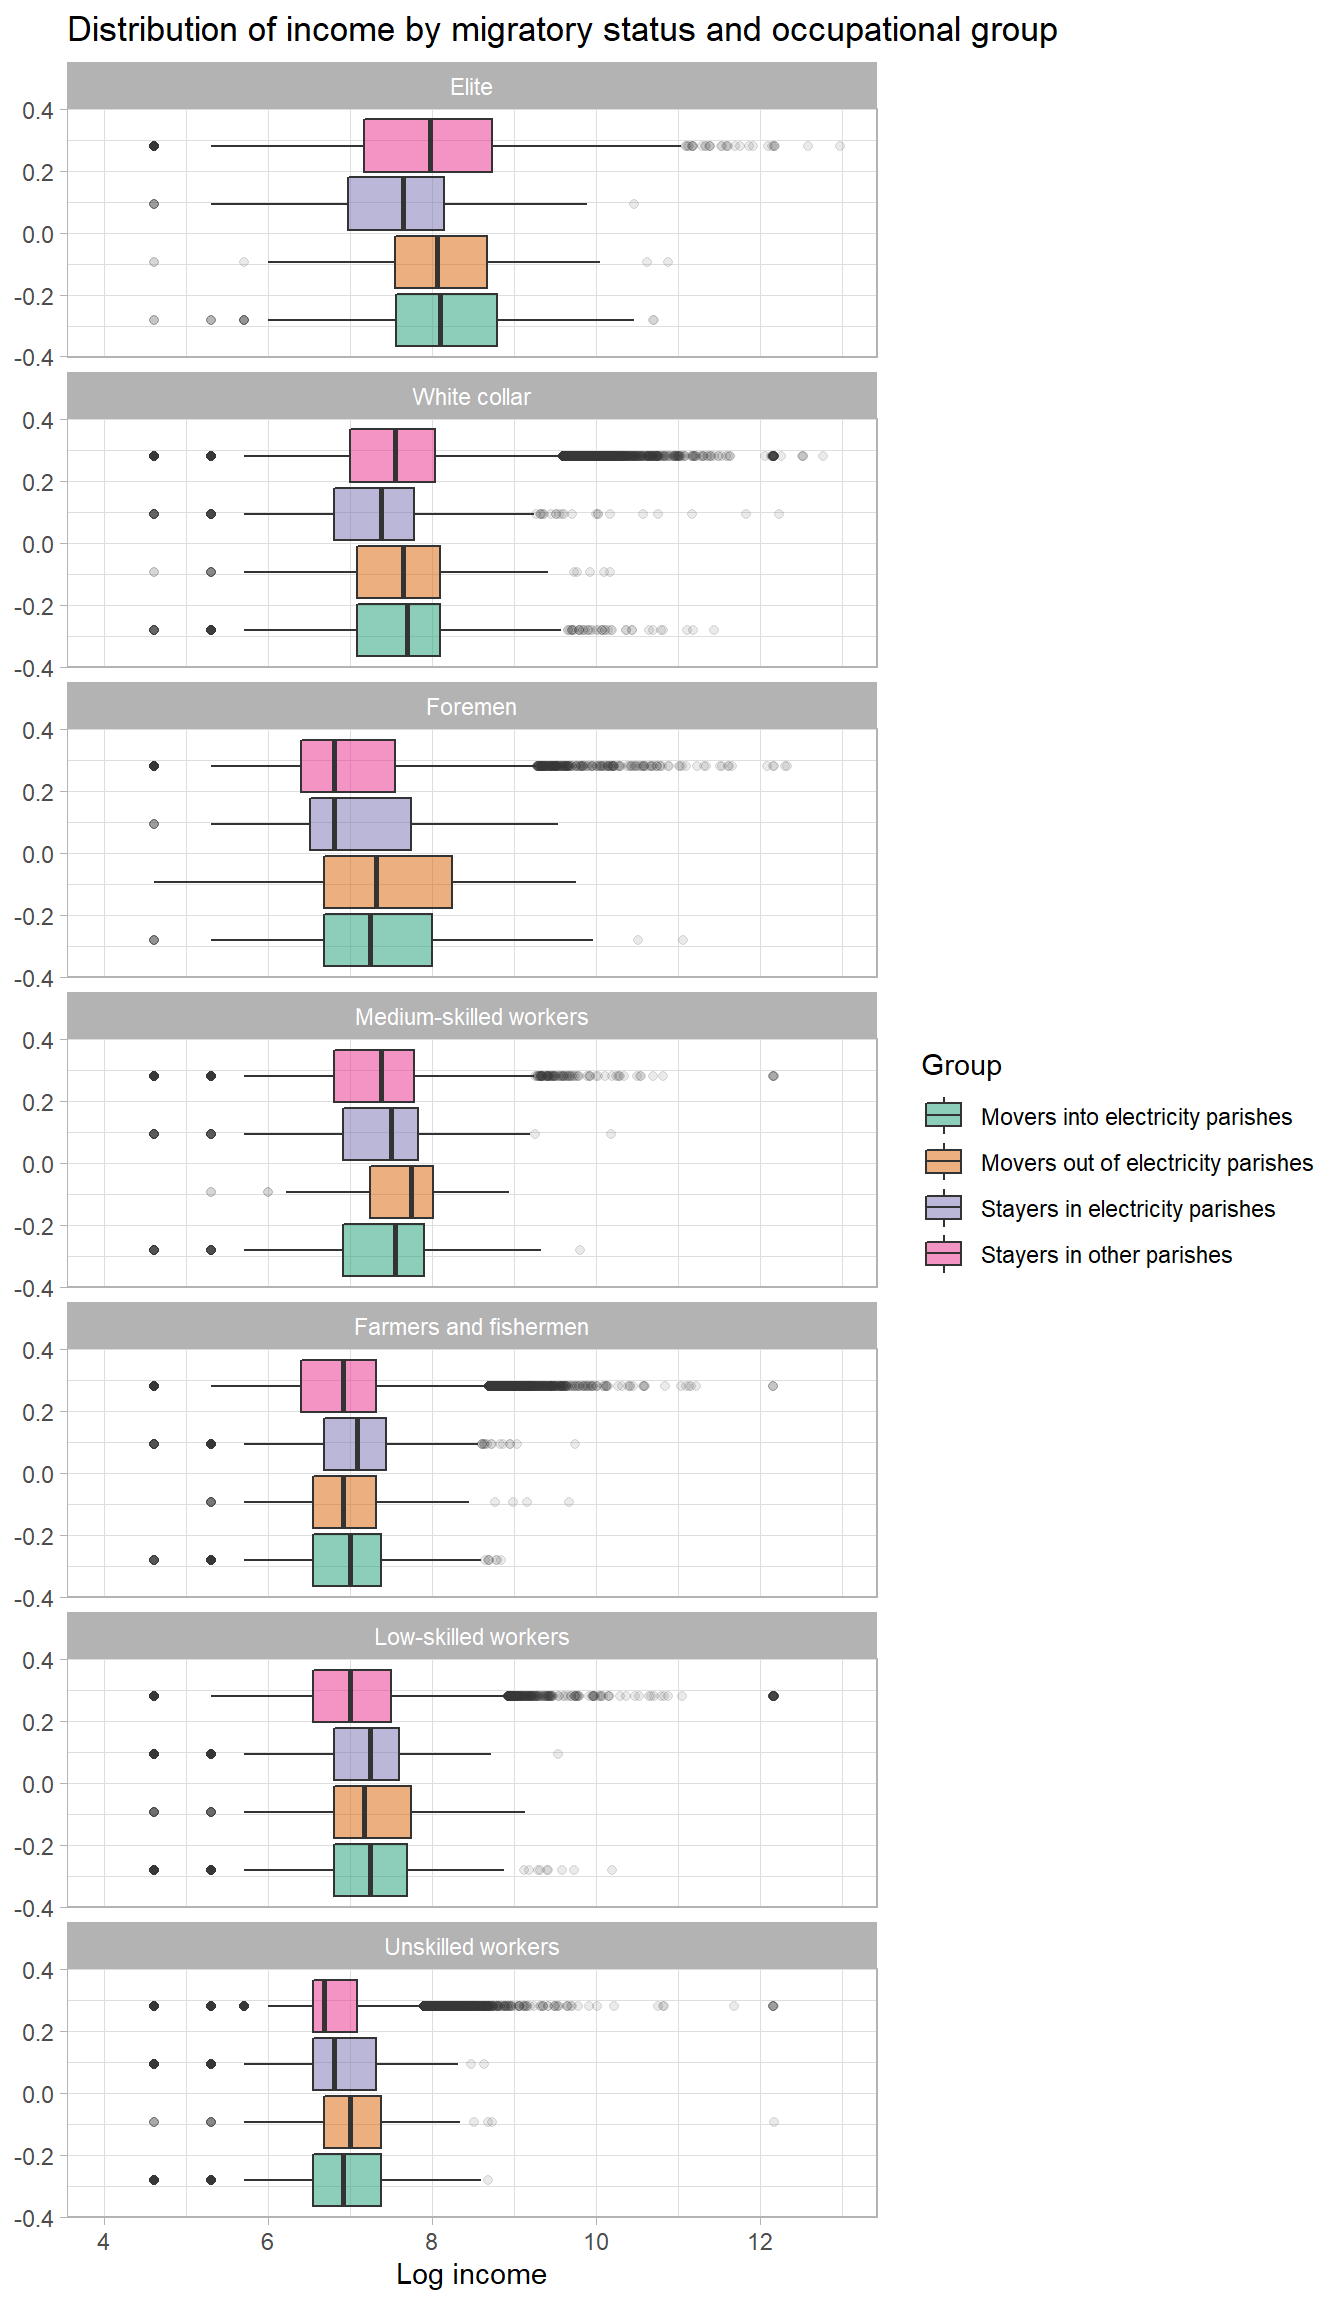 Distribution of income by migratory status and occupational group
Elite
0.4
0.2
0.0
-0.2
-0.4
White collar
0.4
0.2
0.0
-0.2
-0.4
Foremen
0.4
0.2
0.0
-0.2
-0.4
Medium-skilled workers
0.4
0.2
0.0
-0.2
-0.4
Farmers and fishermen
0.4
0.2
0.0
-0.2
-0.4
Low-skilled workers
0.4
0.2
0.0
-0.2
-0.4
Unskilled workers
0.4
0.2
0.0
-0.2
-0.4
4 6 8 10 12
Log income
Group
Movers into electricity parishes
Movers out of electricity parishes
Stayers in electricity parishes
Stayers in other parishes